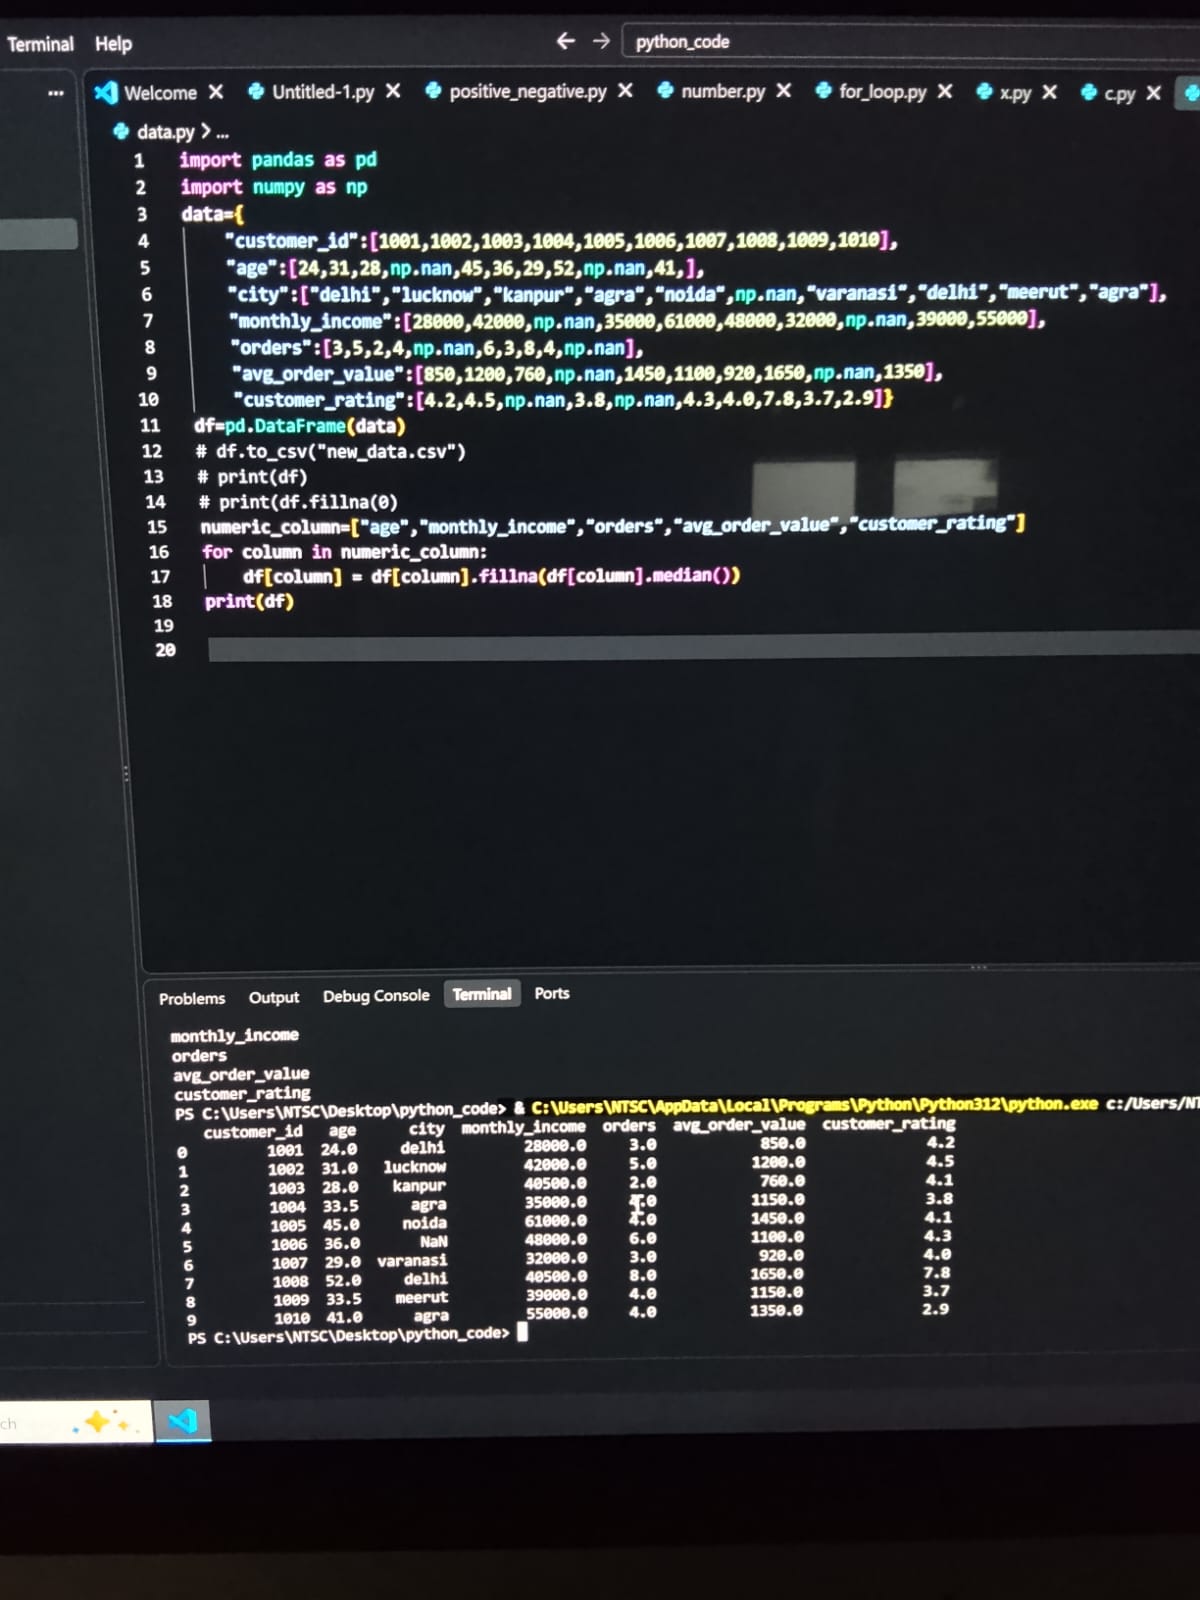 Terminal Help ← → python_code
... Welcome × Untitled-1.py × positive_negative.py × number.py × for_loop.py × x.py × c.py ×
data.py > ...
1 import pandas as pd
2 import numpy as np
3 data={
4 "customer_id":[1001,1002,1003,1004,1005,1006,1007,1008,1009,1010],
5 "age":[24,31,28,np.nan,45,36,29,52,np.nan,41,],
6 "city":["delhi","lucknow","kanpur","agra","noida",np.nan,"varanasi","delhi","meerut","agra"],
7 "monthly_income":[28000,42000,np.nan,35000,61000,48000,32000,np.nan,39000,55000],
8 "orders":[3,5,2,4,np.nan,6,3,8,4,np.nan],
9 "avg_order_value":[850,1200,760,np.nan,1450,1100,920,1650,np.nan,1350],
10 "customer_rating":[4.2,4.5,np.nan,3.8,np.nan,4.3,4.0,7.8,3.7,2.9]}
11 df=pd.DataFrame(data)
12 # df.to_csv("new_data.csv")
13 # print(df)
14 # print(df.fillna(0)
15 numeric_column=["age","monthly_income","orders","avg_order_value","customer_rating"]
16 for column in numeric_column:
17 df[column] = df[column].fillna(df[column].median())
18 print(df)
19
20
Problems Output Debug Console Terminal Ports
monthly_income
orders
avg_order_value
customer_rating
PS C:\Users\NTSC\Desktop\python_code> & C:\Users\NTSC\AppData\Local\Programs\Python\Python312\python.exe c:/Users/NT
customer_id age city monthly_income orders avg_order_value customer_rating
0 1001 24.0 delhi 28000.0 3.0 850.0 4.2
1 1002 31.0 lucknow 42000.0 5.0 1200.0 4.5
2 1003 28.0 kanpur 40500.0 2.0 760.0 4.1
3 1004 33.5 agra 35000.0 1150.0 3.8
4 1005 45.0 noida 61000.0 4.0 1450.0 4.1
5 1006 36.0 NaN 48000.0 6.0 1100.0 4.3
6 1007 29.0 varanasi 32000.0 3.0 920.0 4.0
7 1008 52.0 delhi 40500.0 8.0 1650.0 7.8
8 1009 33.5 meerut 39000.0 4.0 1150.0 3.7
9 1010 41.0 agra 55000.0 4.0 1350.0 2.9
PS C:\Users\NTSC\Desktop\python_code>
ch